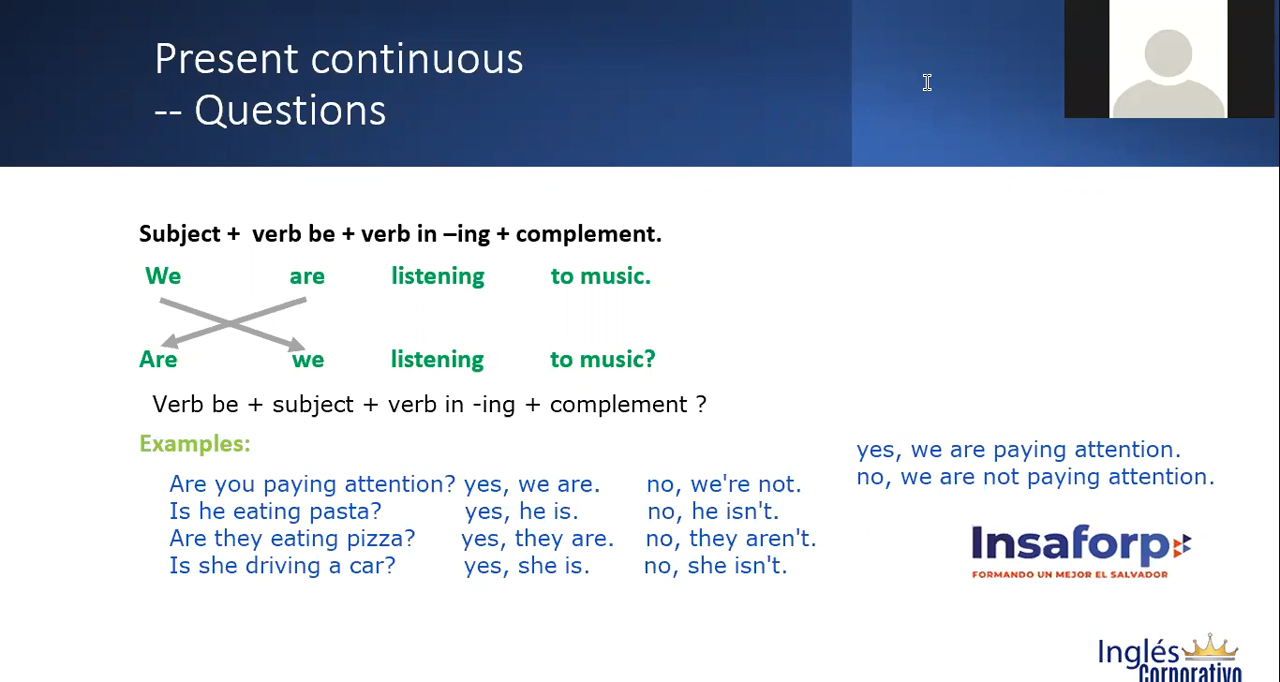 Present continuous
-- Questions
Subject + verb be + verb in –ing + complement.
We are listening to music.
Are we listening to music?
Verb be + subject + verb in -ing + complement ?
Examples:
Are you paying attention? yes, we are. no, we're not.
Is he eating pasta? yes, he is. no, he isn't.
Are they eating pizza? yes, they are. no, they aren't.
Is she driving a car? yes, she is. no, she isn't.
yes, we are paying attention.
no, we are not paying attention.
Insaforp
FORMANDO UN MEJOR EL SALVADOR
Inglés
Corporativo